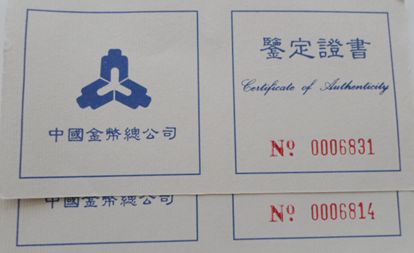 中國金幣總公司
鑒定證書
Certificate of Authenticity
Nº 0006831
中國金幣總公司
Nº 0006814